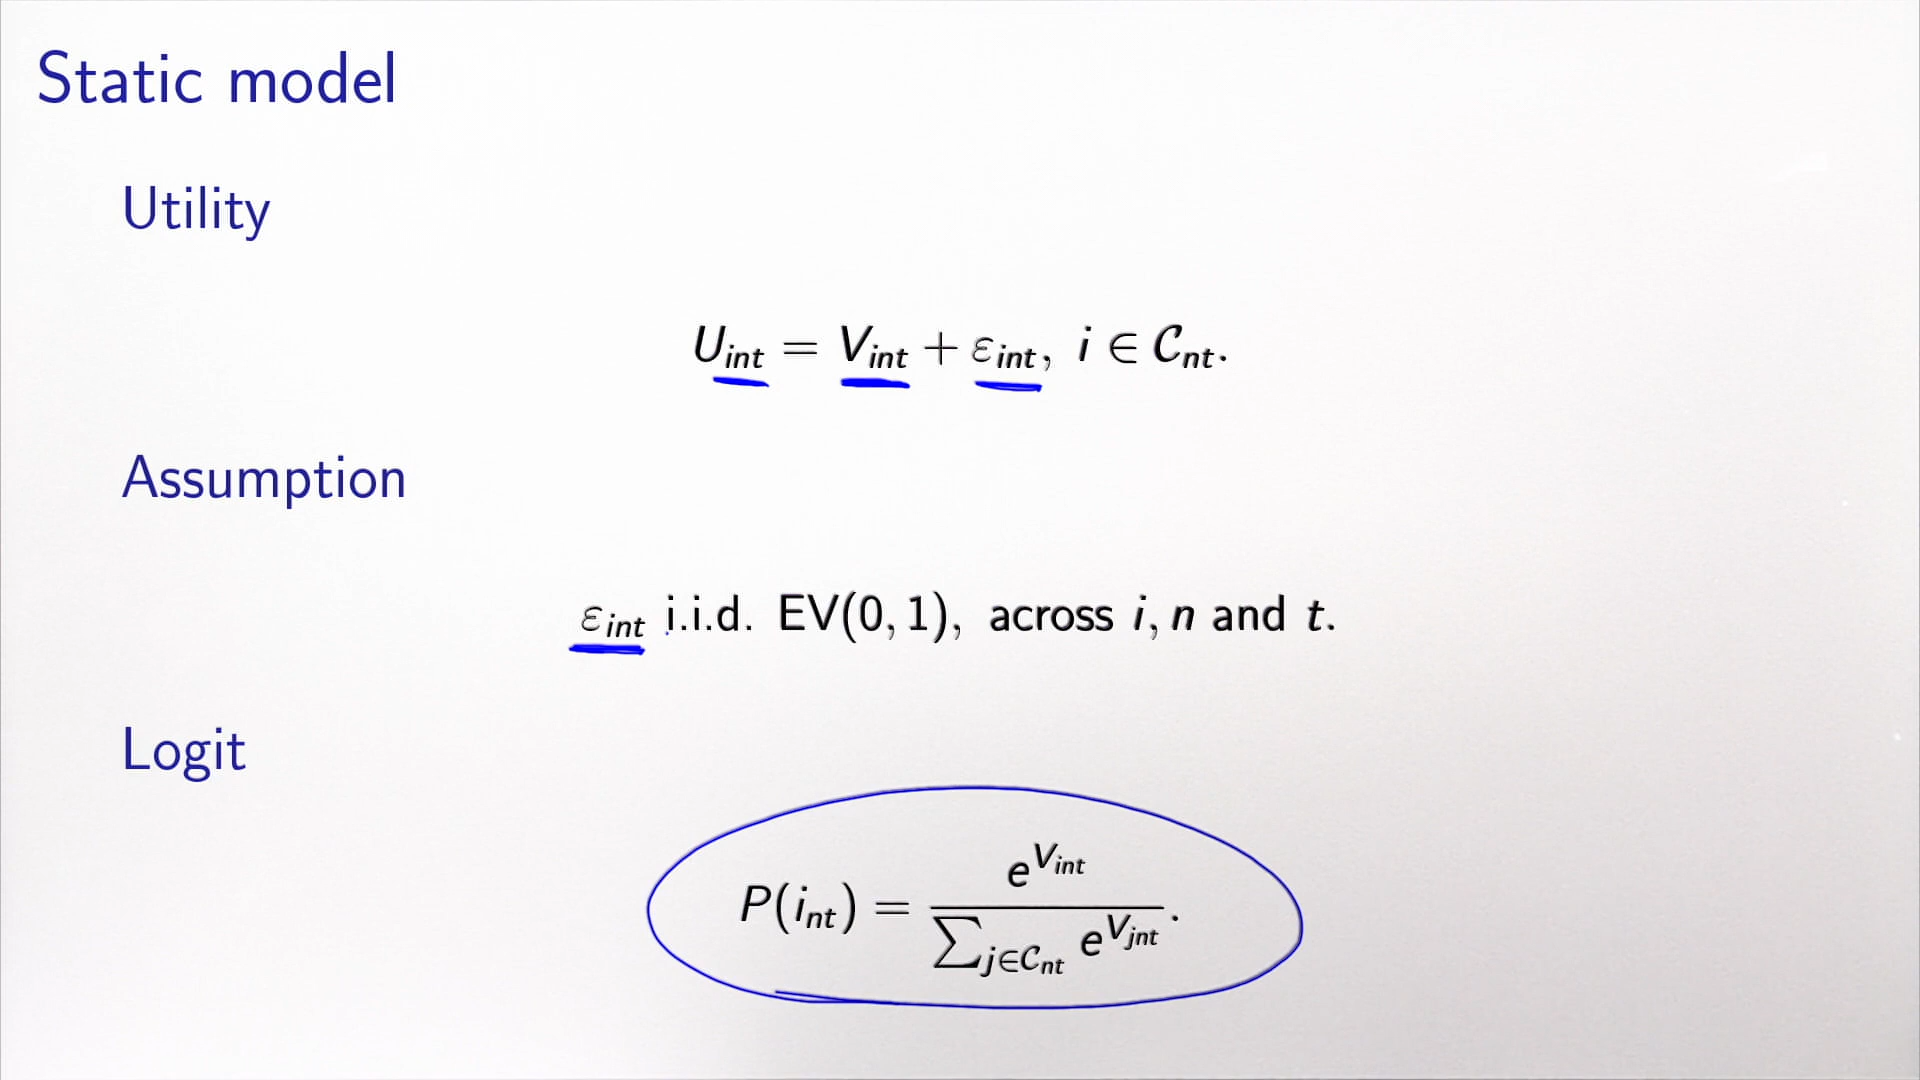 Static model
Utility
U_int = V_int + ε_int, i ∈ C_nt.
Assumption
ε_int i.i.d. EV(0, 1), across i, n and t.
Logit
P(i_nt) = e^{V_int} / ∑_{j∈C_nt} e^{V_jnt}.